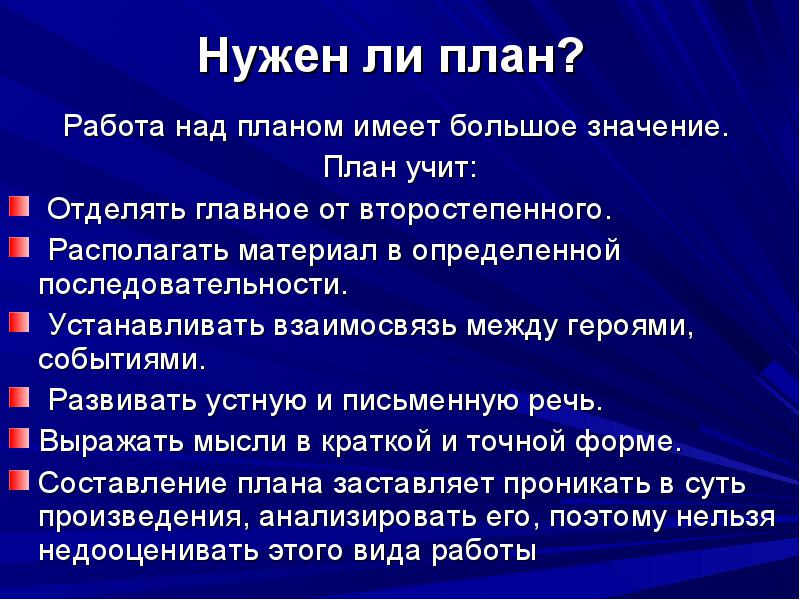 Нужен ли план?
Работа над планом имеет большое значение.
План учит:
Отделять главное от второстепенного.
Располагать материал в определенной
последовательности.
Устанавливать взаимосвязь между героями,
событиями.
Развивать устную и письменную речь.
Выражать мысли в краткой и точной форме.
Составление плана заставляет проникать в суть
произведения, анализировать его, поэтому нельзя
недооценивать этого вида работы